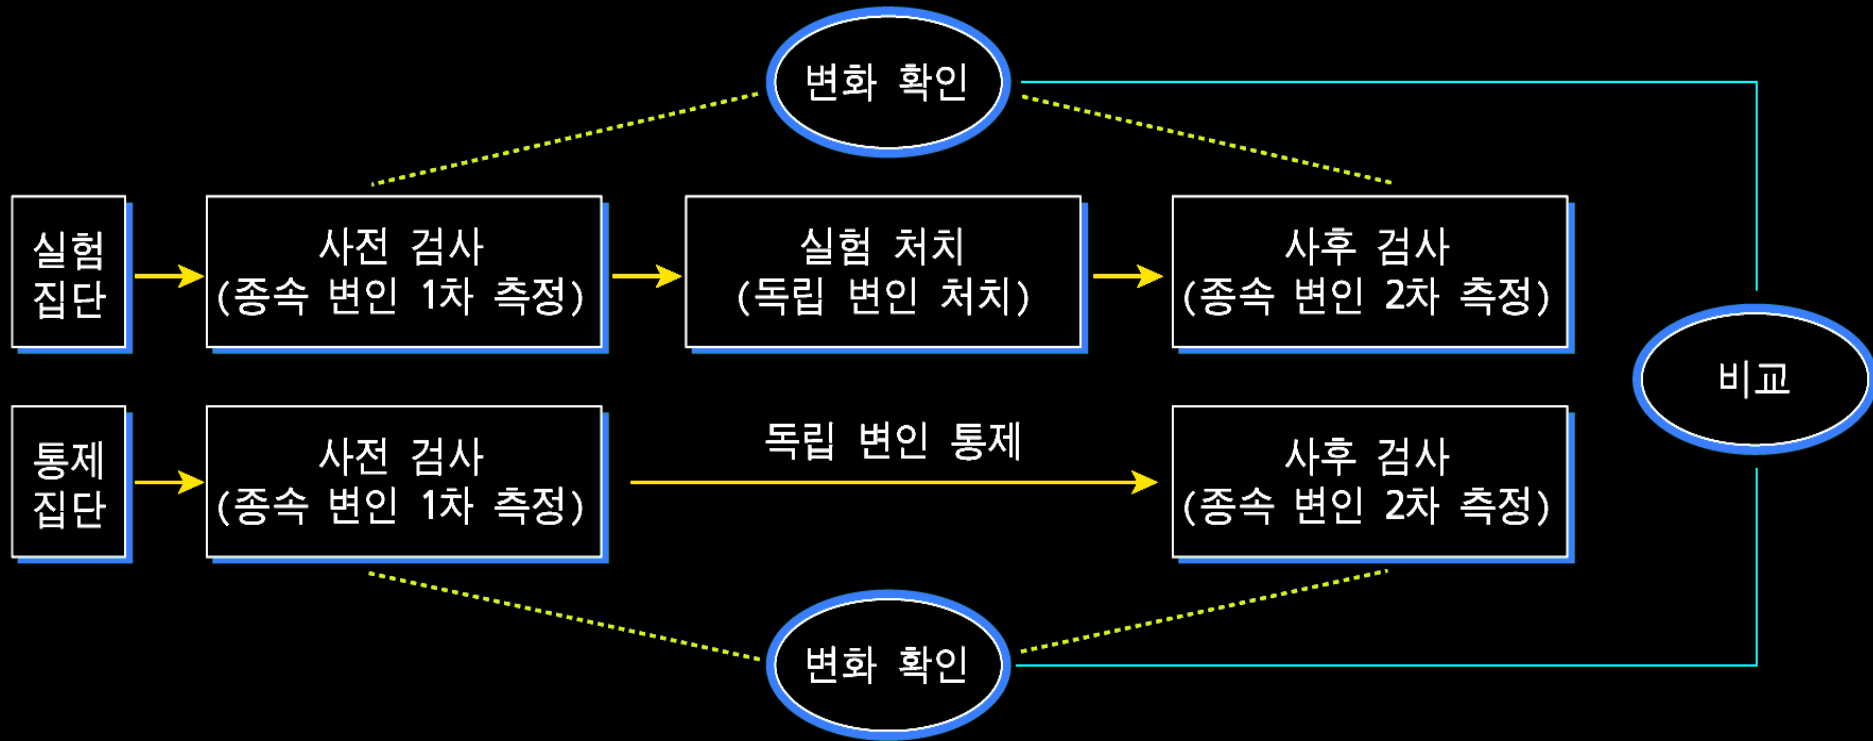 변화 확인
실험
집단
사전 검사
(종속 변인 1차 측정)
실험 처치
(독립 변인 처치)
사후 검사
(종속 변인 2차 측정)
비교
통제
집단
사전 검사
(종속 변인 1차 측정)
독립 변인 통제
사후 검사
(종속 변인 2차 측정)
변화 확인